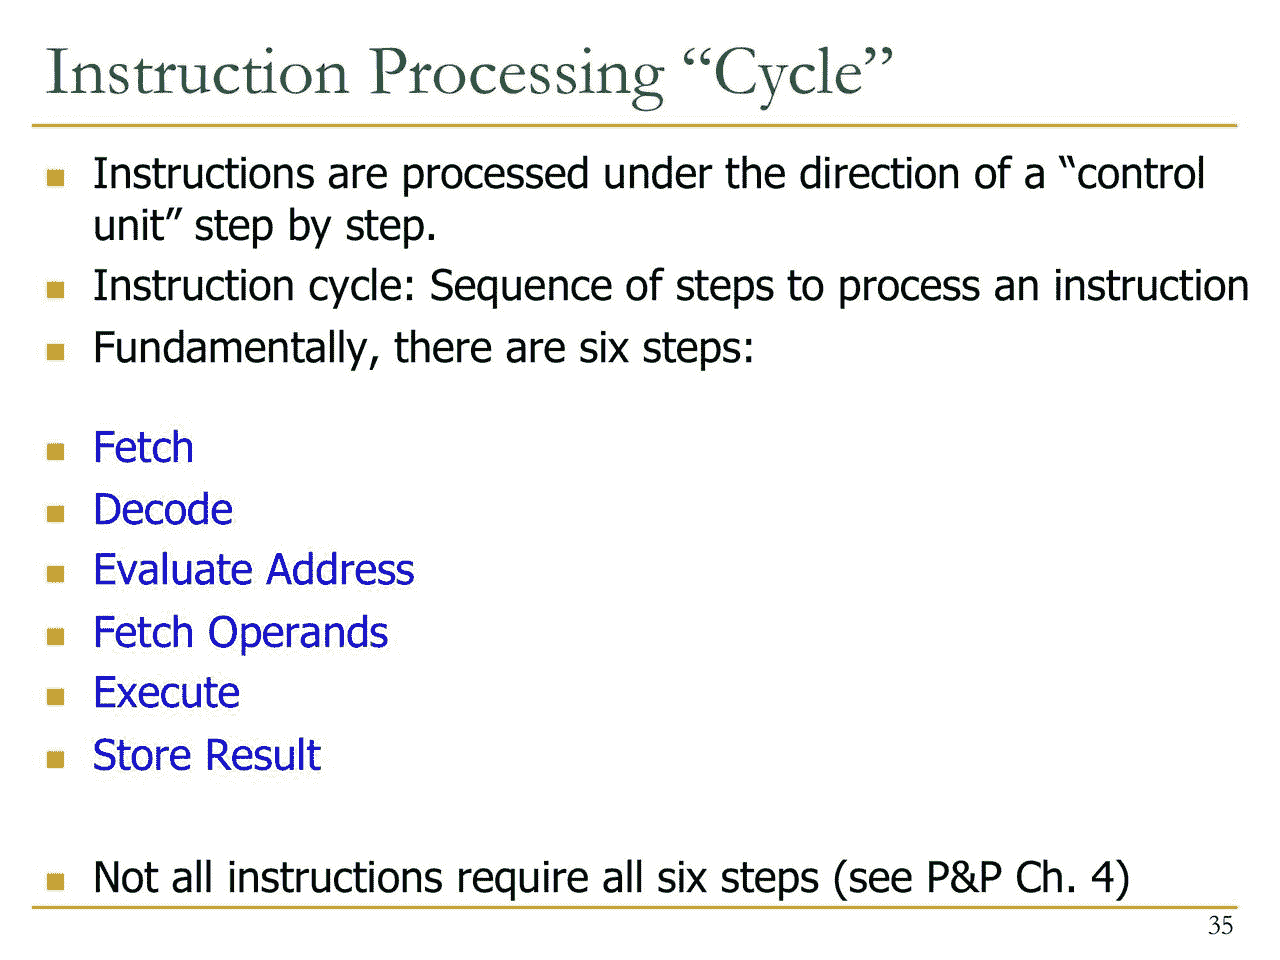 Instruction Processing “Cycle”
Instructions are processed under the direction of a “control
unit” step by step.
Instruction cycle: Sequence of steps to process an instruction
Fundamentally, there are six steps:
Fetch
Decode
Evaluate Address
Fetch Operands
Execute
Store Result
Not all instructions require all six steps (see P&P Ch. 4)
35